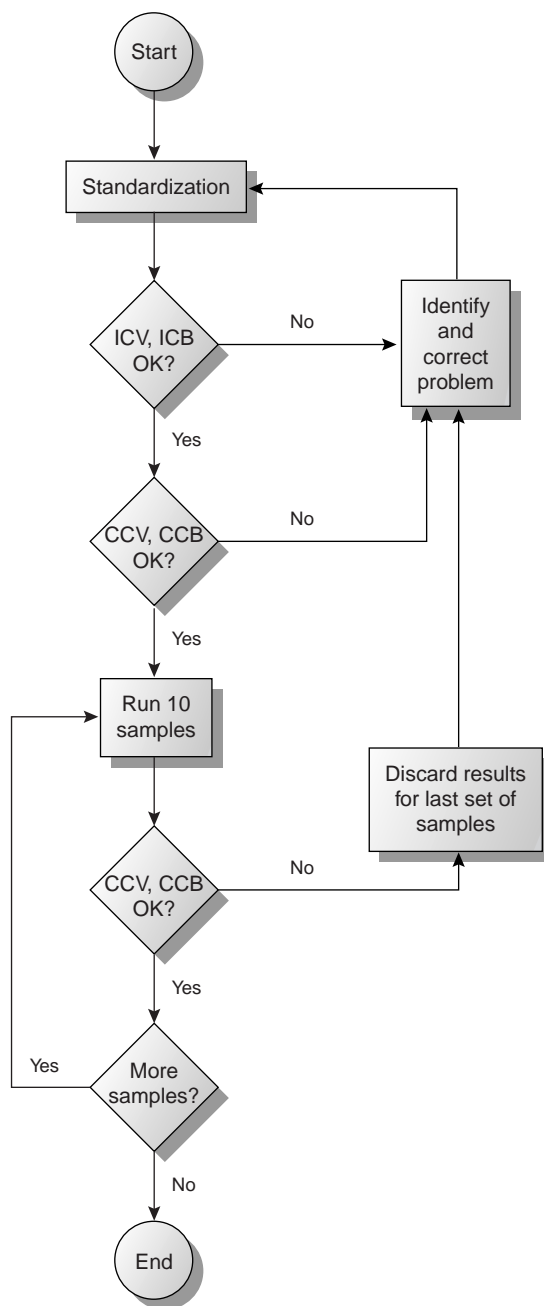 Start
Standardization
ICV, ICB
OK?
No
Identify
and
correct
problem
Yes
CCV, CCB
OK?
No
Yes
Run 10
samples
Discard results
for last set of
samples
CCV, CCB
OK?
No
Yes
More
samples?
Yes
No
End